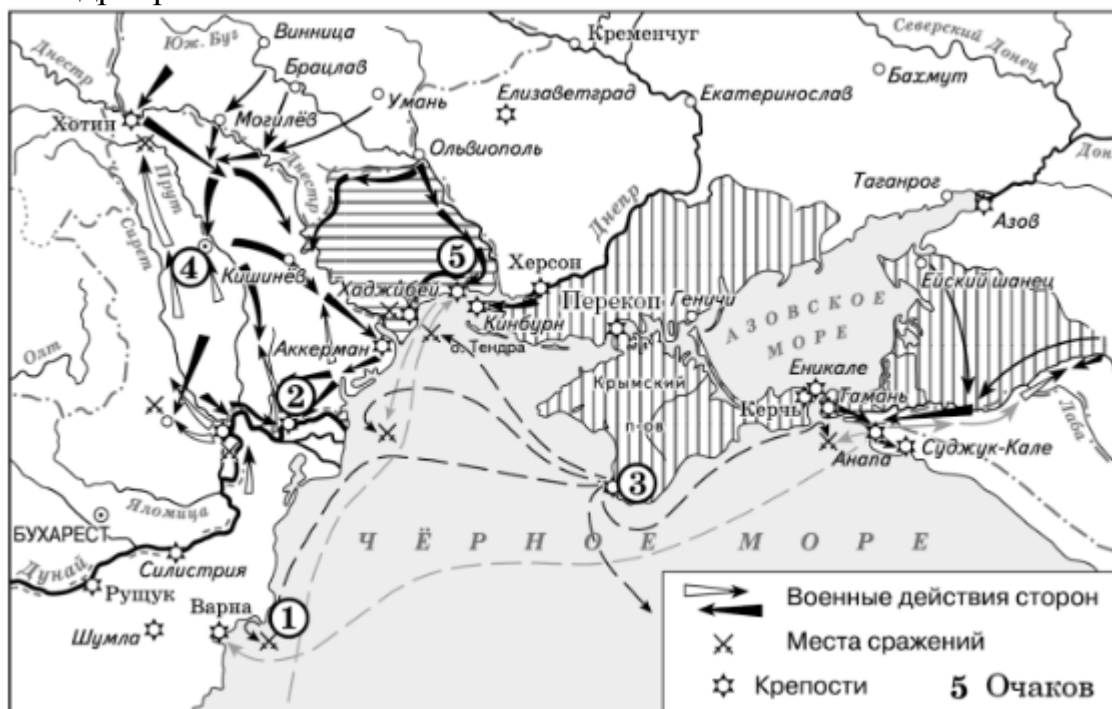 Винница
Юж. Буг
Кременчуг
Северский Донец
Днестр
Брацлав
Бахмут
Умань
Елизаветград
Екатеринослав
Хотин
Могилёв
Ольвиополь
Днестр
Дон
Прут
Таганрог
Сирет
Днепр
Азов
4
5
Херсон
Кишинёв
Хаджибей
Перекоп
Геничи
Ейский шанец
Кинбурн
АЗОВСКОЕ
МОРЕ
Олт
Аккерман
о. Тендра
Еникале
Крымский
п-ов
2
Керчь
Тамань
Лаба
Анапа
Суджук-Кале
3
Яломица
БУХАРЕСТ
ЧЁРНОЕ МОРЕ
Дунай
Силистрия
Рущук
Варна
1
Шумла
Военные действия сторон
Места сражений
Крепости
5 Очаков